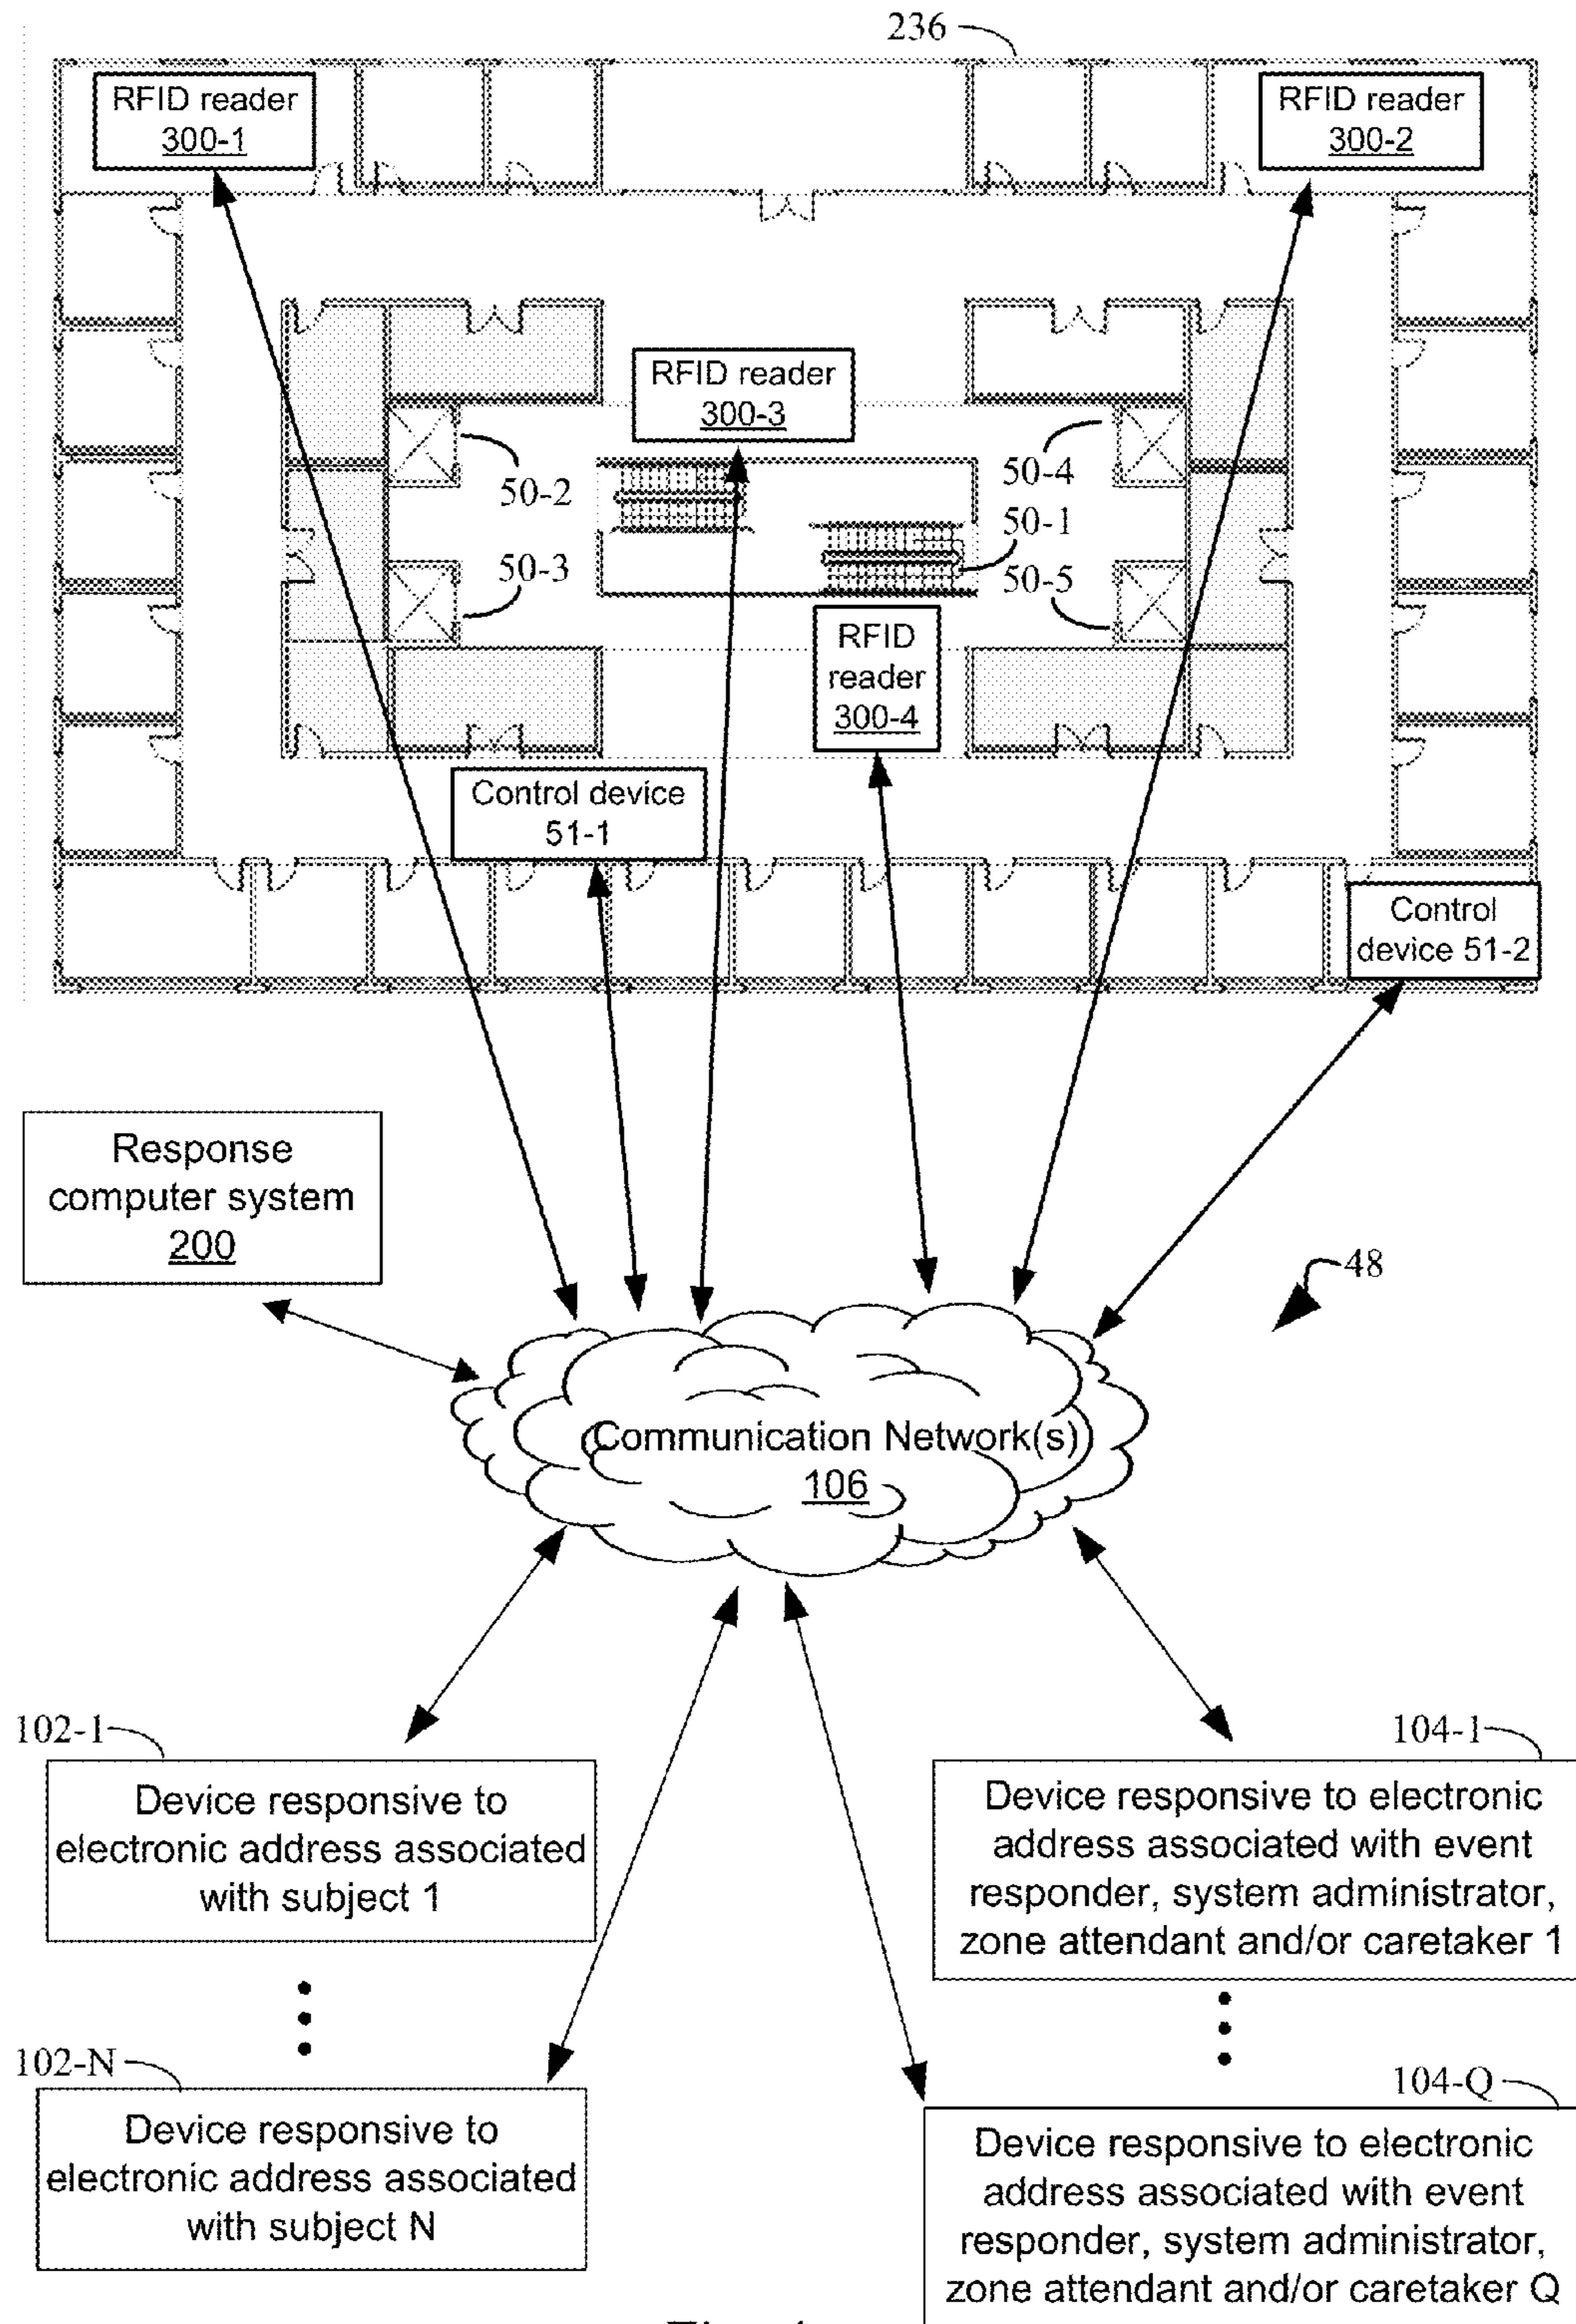 236
RFID reader
300-1
RFID reader
300-2
RFID reader
300-3
50-2
50-4
50-1
50-3
50-5
RFID
reader
300-4
Control device
51-1
Control
device 51-2
Response
computer system
200
48
Communication Network(s)
106
102-1
Device responsive to
electronic address associated
with subject 1
104-1
Device responsive to electronic
address associated with event
responder, system administrator,
zone attendant and/or caretaker 1
102-N
Device responsive to
electronic address associated
with subject N
104-Q
Device responsive to electronic
address associated with event
responder, system administrator,
zone attendant and/or caretaker Q